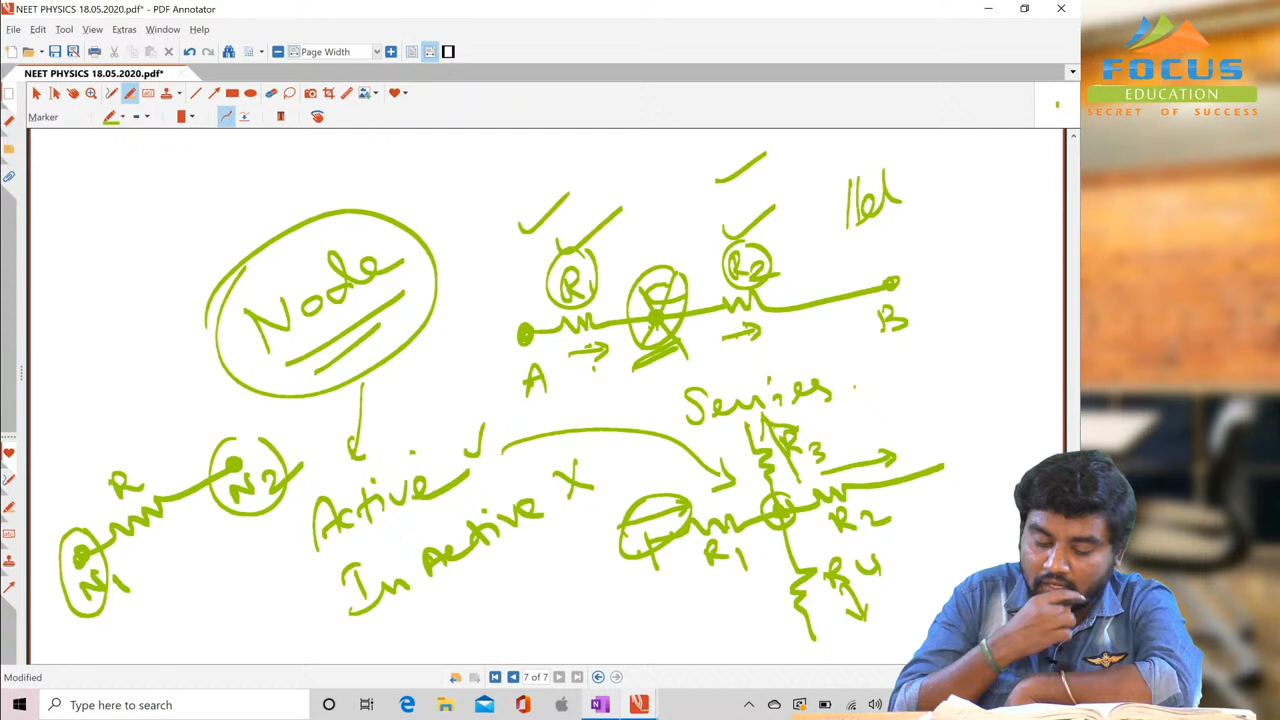 NEET PHYSICS 18.05.2020.pdf* - PDF Annotator
File Edit Tool View Extras Window Help
Page Width
NEET PHYSICS 18.05.2020.pdf*
Marker
FOCUS
EDUCATION
SECRET OF SUCCESS
Node
R1
C
R2
A
B
Series
R
N1
N2
Active
In Active
R1
R2
R3
R4
Modified
7 of 7
Type here to search